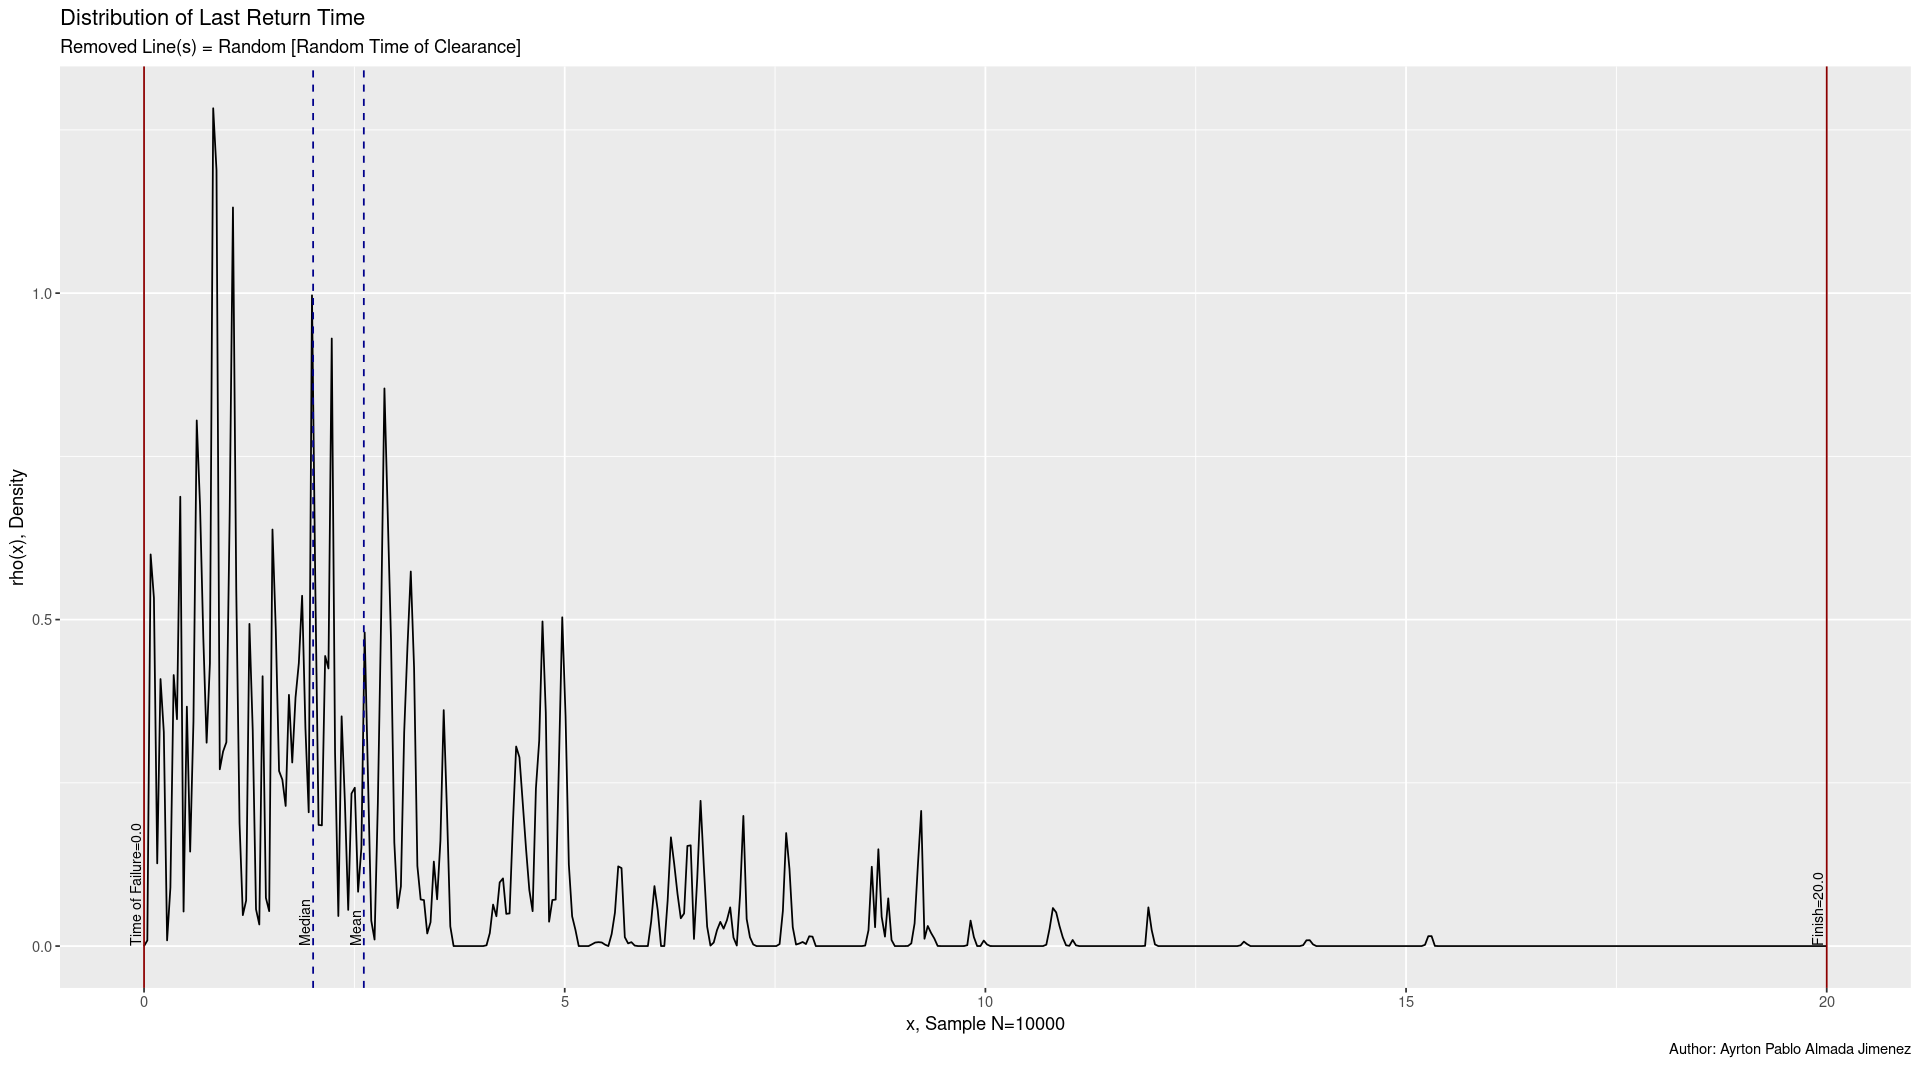 Distribution of Last Return Time
Removed Line(s) = Random [Random Time of Clearance]
rho(x), Density
1.0
0.5
0.0
Time of Failure=0.0
Median
Mean
Finish=20.0
0 5 10 15 20
x, Sample N=10000
Author: Ayrton Pablo Almada Jimenez